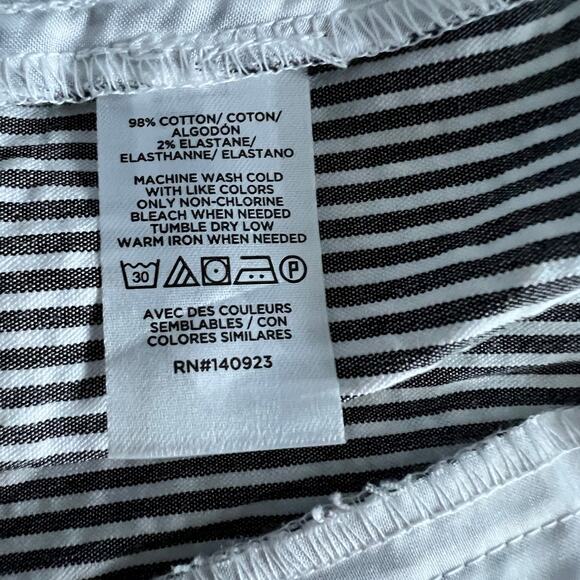 98% COTTON/ COTON/
ALGODÓN
2% ELASTANE/
ELASTHANNE/ ELASTANO
MACHINE WASH COLD
WITH LIKE COLORS
ONLY NON-CHLORINE
BLEACH WHEN NEEDED
TUMBLE DRY LOW
WARM IRON WHEN NEEDED
30 P
AVEC DES COULEURS
SEMBLABLES / CON
COLORES SIMILARES
RN#140923